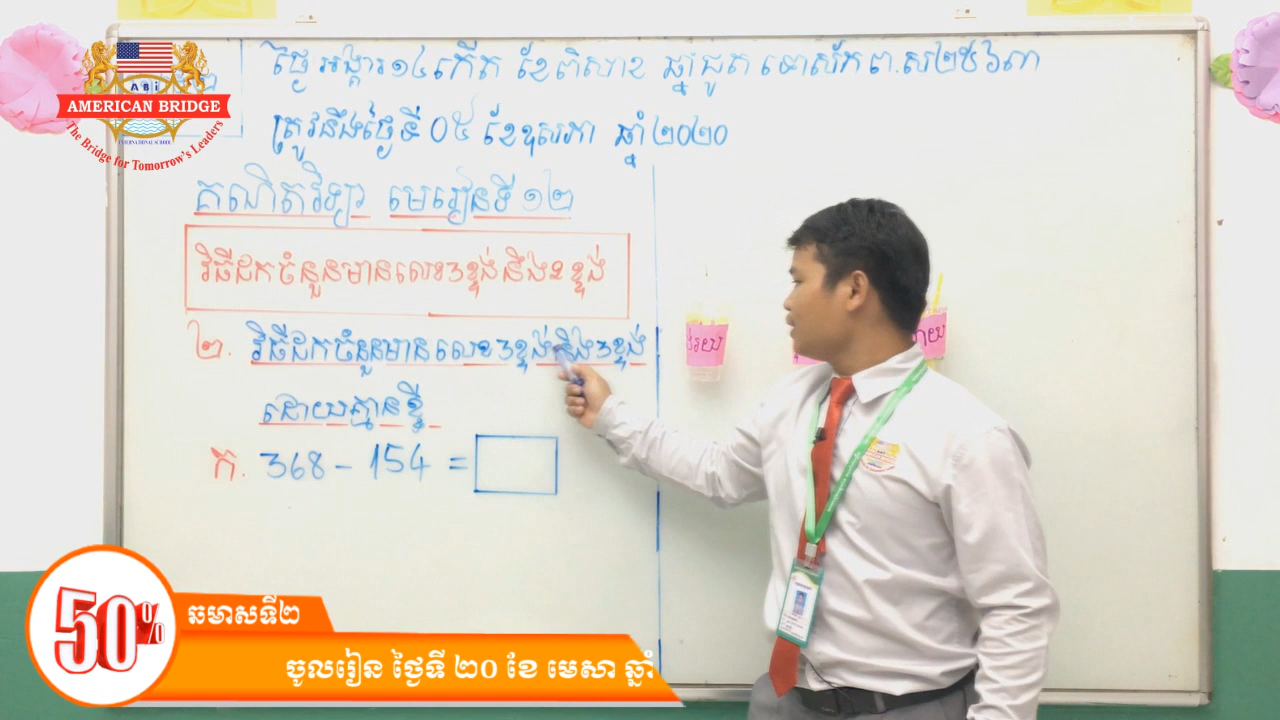 ABi
AMERICAN BRIDGE
INTERNATIONAL SCHOOL
The Bridge for Tomorrow's Leaders
ថ្ងៃ អង្គារ ១៤ កើត ខែ ពិសាខ ឆ្នាំ ជូត ទោស័ក ព.ស ២៥៦៣
ត្រូវនឹងថ្ងៃទី ០៥ ខែ ឧសភា ឆ្នាំ ២០២០
គណិតវិទ្យា មេរៀនទី ១២
វិធីដកចំនួនមានលេខ3ខ្ទង់ និង2ខ្ទង់
២. វិធីដកចំនួនមានលេខ3ខ្ទង់ និង3ខ្ទង់
ដោយគ្មានខ្ចី
ក. 368 - 154 =
50%
ឆមាសទី២
ចូលរៀន ថ្ងៃទី ២០ ខែ មេសា ឆ្នាំ